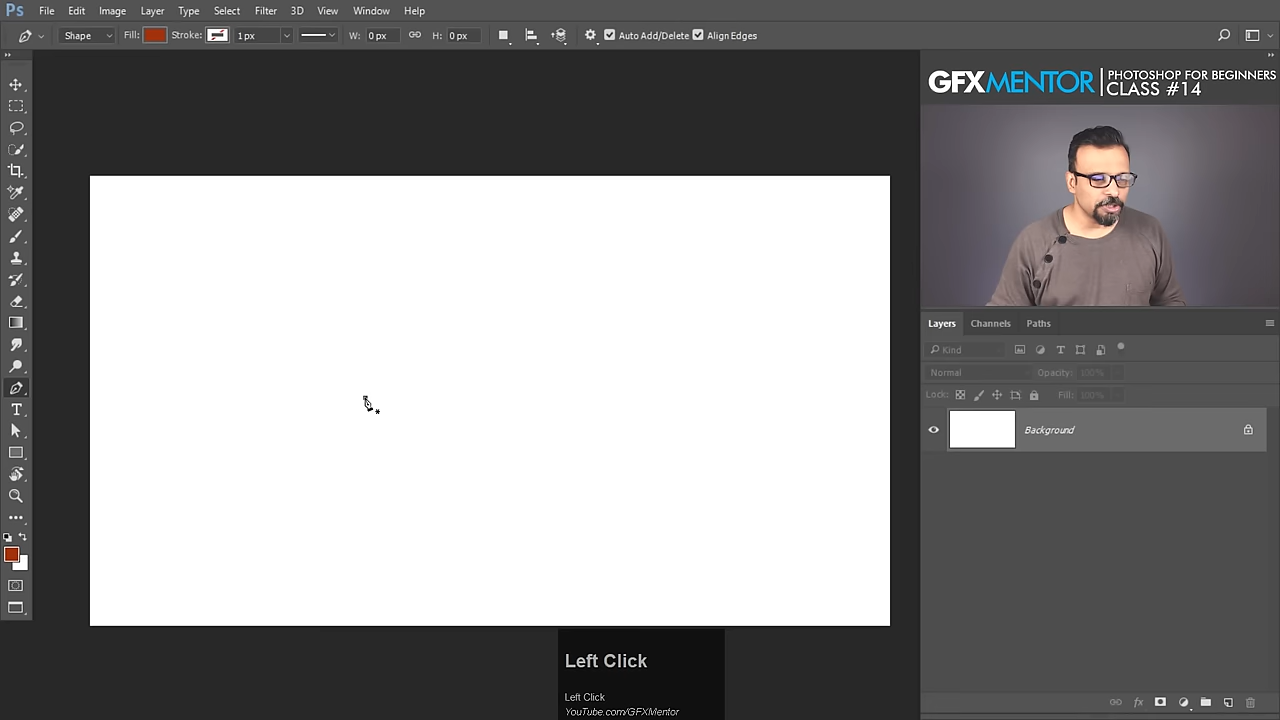 Ps File Edit Image Layer Type Select Filter 3D View Window Help
Shape Fill: Stroke: 1 px W: 0 px H: 0 px Auto Add/Delete Align Edges
GFXMENTOR PHOTOSHOP FOR BEGINNERS
CLASS #14
Layers Channels Paths
Kind
Normal Opacity: 100%
Lock: Fill: 100%
Background
Left Click
Left Click
YouTube.com/GFXMentor